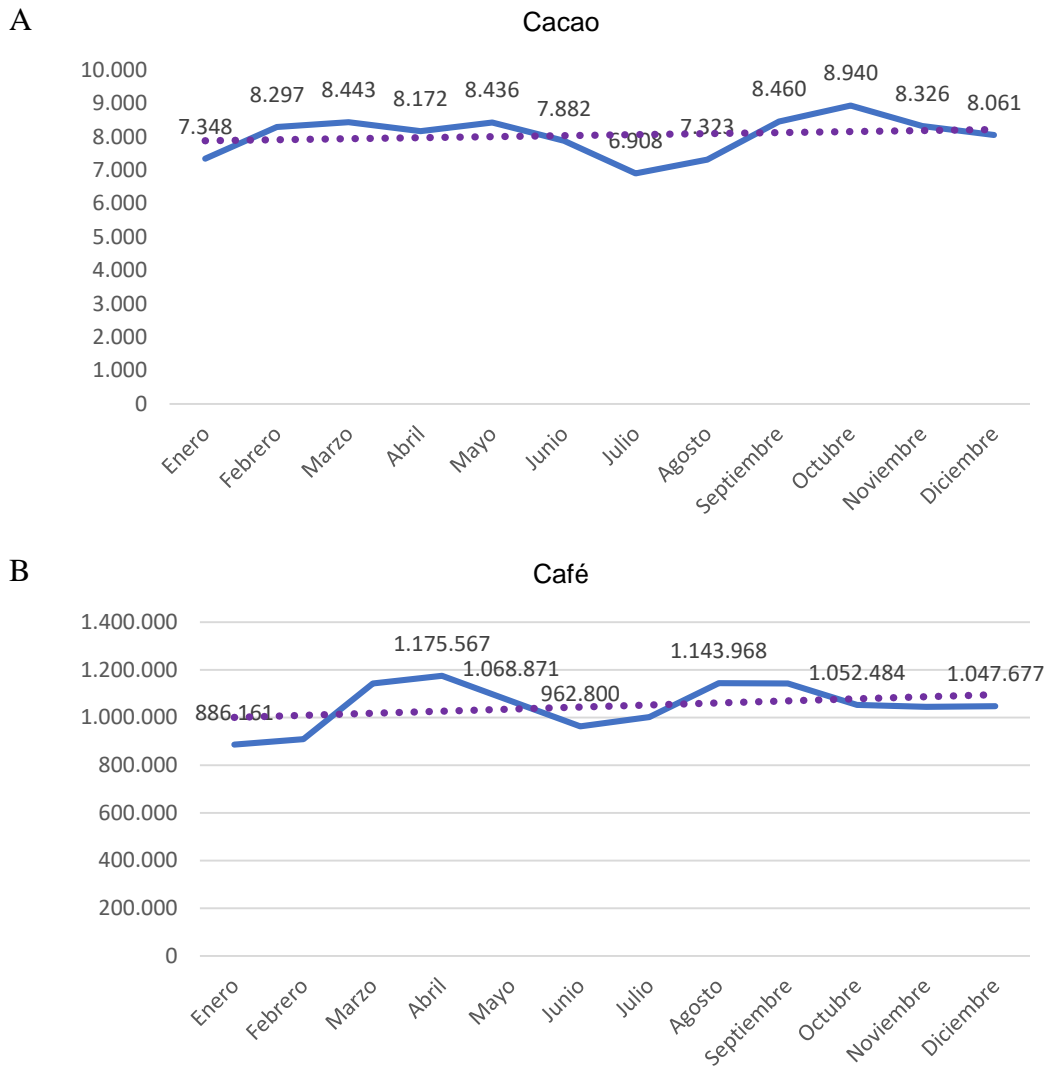 A
Cacao
10.000
9.000
8.000
7.000
6.000
5.000
4.000
3.000
2.000
1.000
0
7.348
8.297
8.443
8.172
8.436
7.882
6.908
7.323
8.460
8.940
8.326
8.061
Enero
Febrero
Marzo
Abril
Mayo
Junio
Julio
Agosto
Septiembre
Octubre
Noviembre
Diciembre
B
Café
1.400.000
1.200.000
1.000.000
800.000
600.000
400.000
200.000
0
886.161
1.175.567
1.068.871
962.800
1.143.968
1.052.484
1.047.677
Enero
Febrero
Marzo
Abril
Mayo
Junio
Julio
Agosto
Septiembre
Octubre
Noviembre
Diciembre